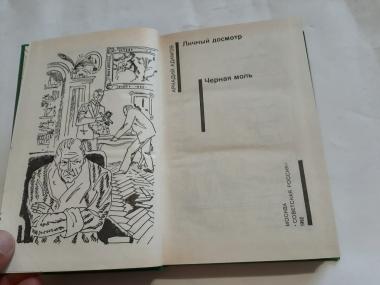 Личный досмотр
АРКАДИЙ АДАМОВ
Черная моль
МОСКВА
«СОВЕТСКАЯ РОССИЯ»